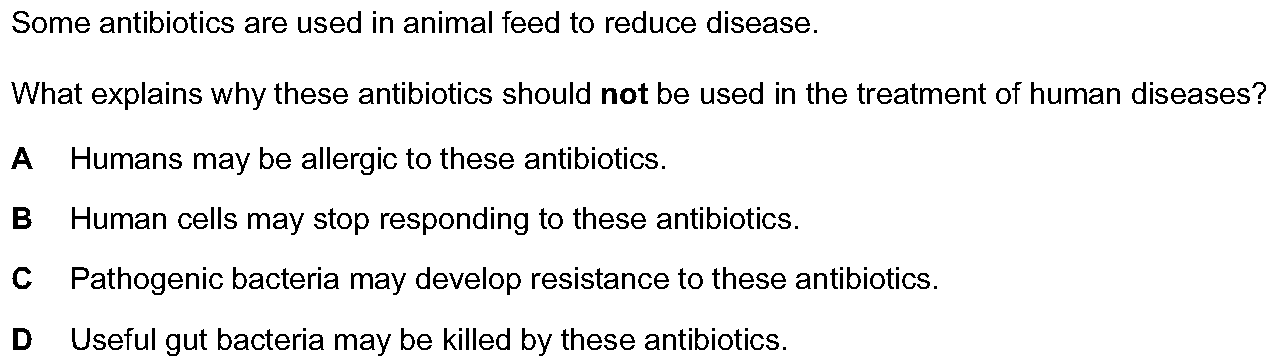 Some antibiotics are used in animal feed to reduce disease.
What explains why these antibiotics should not be used in the treatment of human diseases?
A Humans may be allergic to these antibiotics.
B Human cells may stop responding to these antibiotics.
C Pathogenic bacteria may develop resistance to these antibiotics.
D Useful gut bacteria may be killed by these antibiotics.